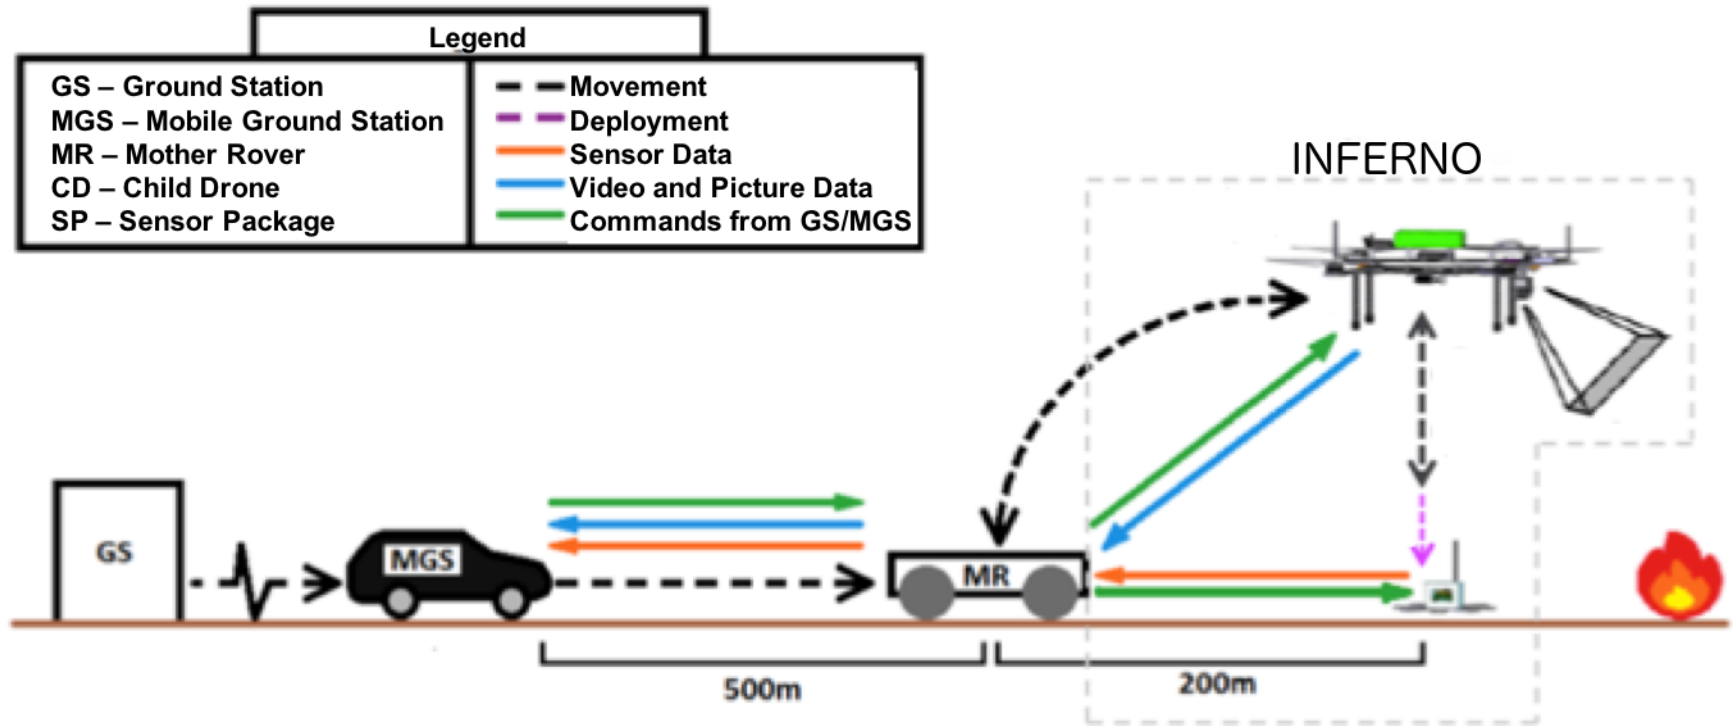 Legend
GS – Ground Station
MGS – Mobile Ground Station
MR – Mother Rover
CD – Child Drone
SP – Sensor Package
Movement
Deployment
Sensor Data
Video and Picture Data
Commands from GS/MGS
INFERNO
GS
MGS
MR
500m
200m